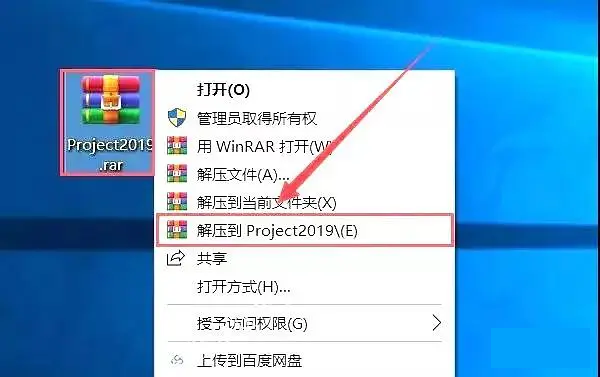 Project2019
.rar
打开(O)
管理员取得所有权
用 WinRAR 打开(W)
解压文件(A)...
解压到当前文件夹(X)
解压到 Project2019\(E)
共享
打开方式(H)...
授予访问权限(G)
上传到百度网盘